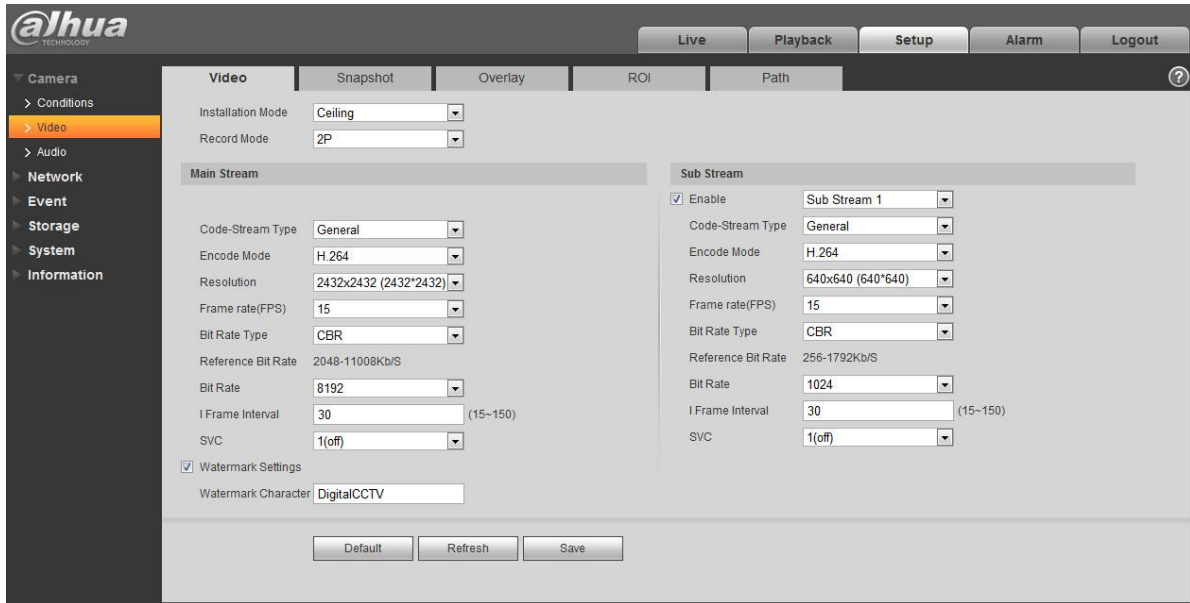 alhua
TECHNOLOGY
Live Playback Setup Alarm Logout
Camera
> Conditions
> Video
> Audio
Network
Event
Storage
System
Information
Video Snapshot Overlay ROI Path
?
Installation Mode Ceiling
Record Mode 2P
Main Stream
Code-Stream Type General
Encode Mode H.264
Resolution 2432x2432 (2432*2432)
Frame rate(FPS) 15
Bit Rate Type CBR
Reference Bit Rate 2048-11008Kb/S
Bit Rate 8192
I Frame Interval 30 (15~150)
SVC 1(off)
Watermark Settings
Watermark Character DigitalCCTV
Sub Stream
Enable Sub Stream 1
Code-Stream Type General
Encode Mode H.264
Resolution 640x640 (640*640)
Frame rate(FPS) 15
Bit Rate Type CBR
Reference Bit Rate 256-1792Kb/S
Bit Rate 1024
I Frame Interval 30 (15~150)
SVC 1(off)
Default Refresh Save